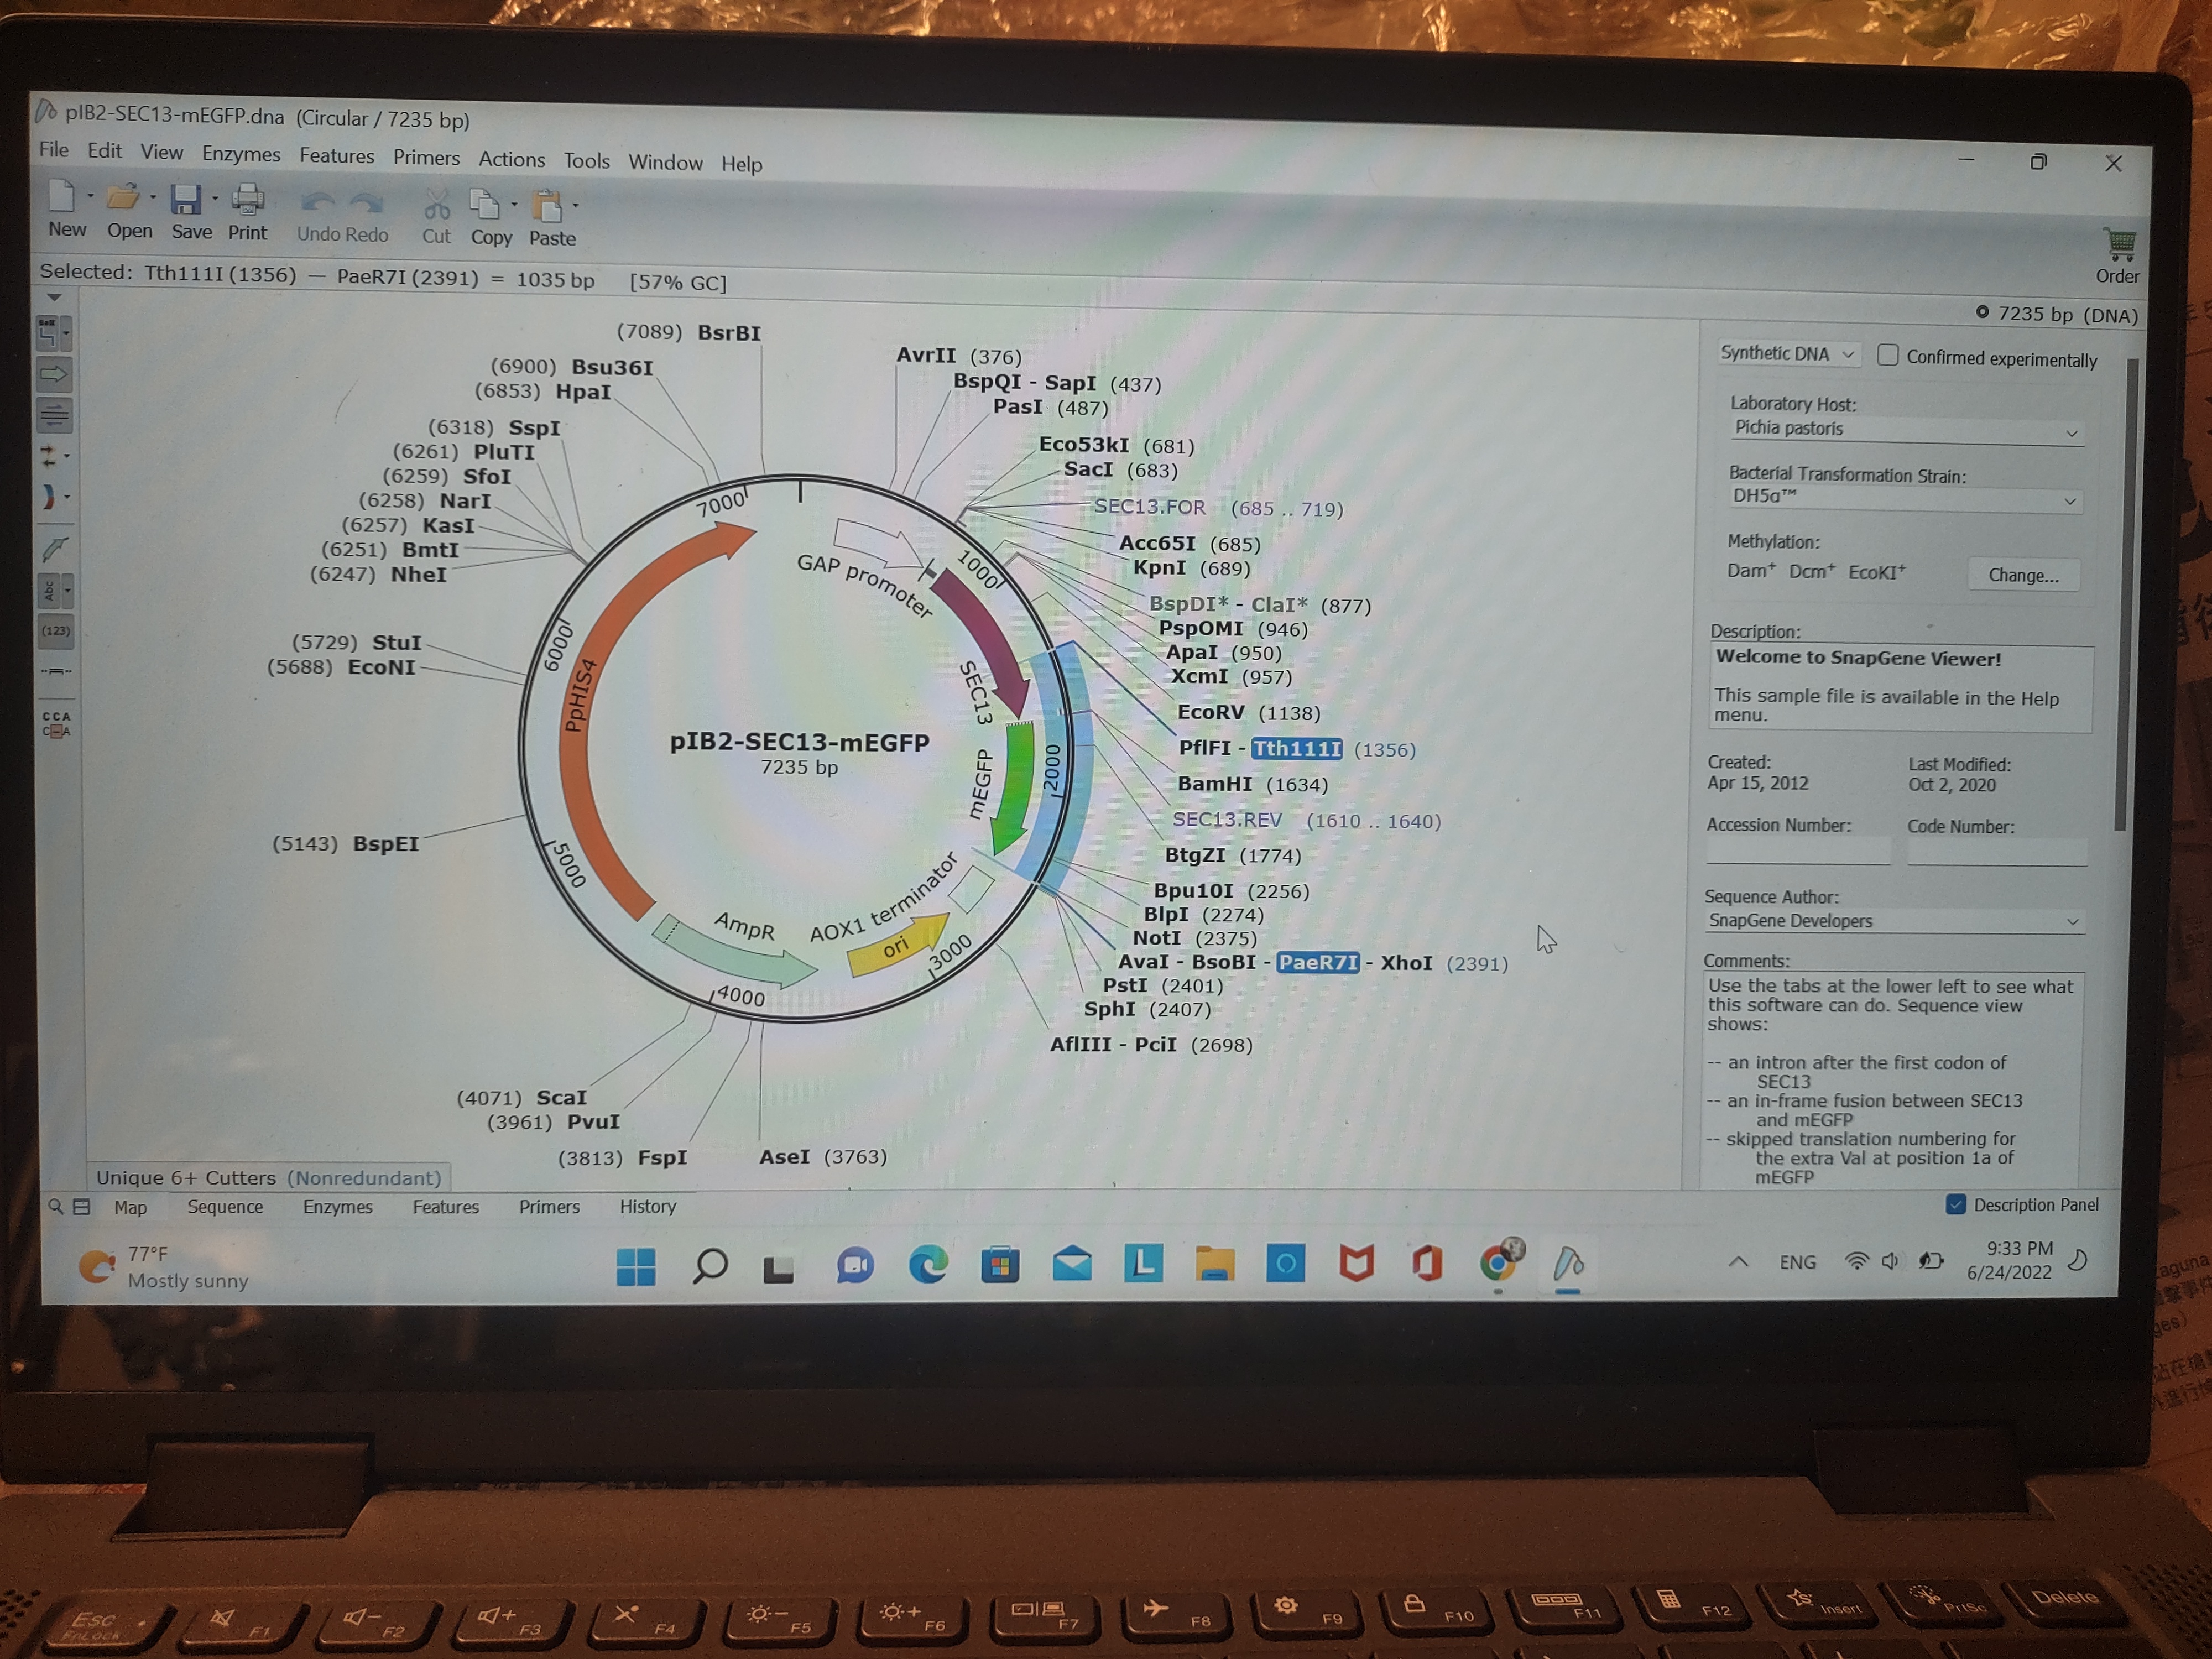 pIB2-SEC13-mEGFP.dna (Circular / 7235 bp)
File Edit View Enzymes Features Primers Actions Tools Window Help
New Open Save Print Undo Redo Cut Copy Paste
Order
Selected: Tth111I (1356) — PaeR7I (2391) = 1035 bp [57% GC]
7235 bp (DNA)
(7089) BsrBI
(6900) Bsu36I
(6853) HpaI
(6318) SspI
(6261) PluTI
(6259) SfoI
(6258) NarI
(6257) KasI
(6251) BmtI
(6247) NheI
(5729) StuI
(5688) EcoNI
(5143) BspEI
(4071) ScaI
(3961) PvuI
(3813) FspI
AseI (3763)
AvrII (376)
BspQI - SapI (437)
PasI (487)
Eco53kI (681)
SacI (683)
SEC13.FOR (685 .. 719)
Acc65I (685)
KpnI (689)
BspDI* - ClaI* (877)
PspOMI (946)
ApaI (950)
XcmI (957)
EcoRV (1138)
PflFI - Tth111I (1356)
BamHI (1634)
SEC13.REV (1610 .. 1640)
BtgZI (1774)
Bpu10I (2256)
BlpI (2274)
NotI (2375)
AvaI - BsoBI - PaeR7I - XhoI (2391)
PstI (2401)
SphI (2407)
AflIII - PciI (2698)
1000
2000
3000
4000
5000
6000
7000
GAP promoter
SEC13
mEGFP
AOX1 terminator
ori
AmpR
PpHIS4
pIB2-SEC13-mEGFP
7235 bp
Synthetic DNA
Confirmed experimentally
Laboratory Host:
Pichia pastoris
Bacterial Transformation Strain:
DH5α™
Methylation:
Dam+ Dcm+ EcoKI+ Change...
Description:
Welcome to SnapGene Viewer!
This sample file is available in the Help
menu.
Created: Last Modified:
Apr 15, 2012 Oct 2, 2020
Accession Number: Code Number:
Sequence Author:
SnapGene Developers
Comments:
Use the tabs at the lower left to see what
this software can do. Sequence view
shows:
-- an intron after the first codon of
SEC13
-- an in-frame fusion between SEC13
and mEGFP
-- skipped translation numbering for
the extra Val at position 1a of
mEGFP
Unique 6+ Cutters (Nonredundant)
Map Sequence Enzymes Features Primers History
Description Panel
77°F
Mostly sunny
ENG
9:33 PM
6/24/2022
Esc
FnLock
F1
F2
F3
F4
F5
F6
F7
F8
F9
F10
F11
F12
Insert
PrtSc
Delete